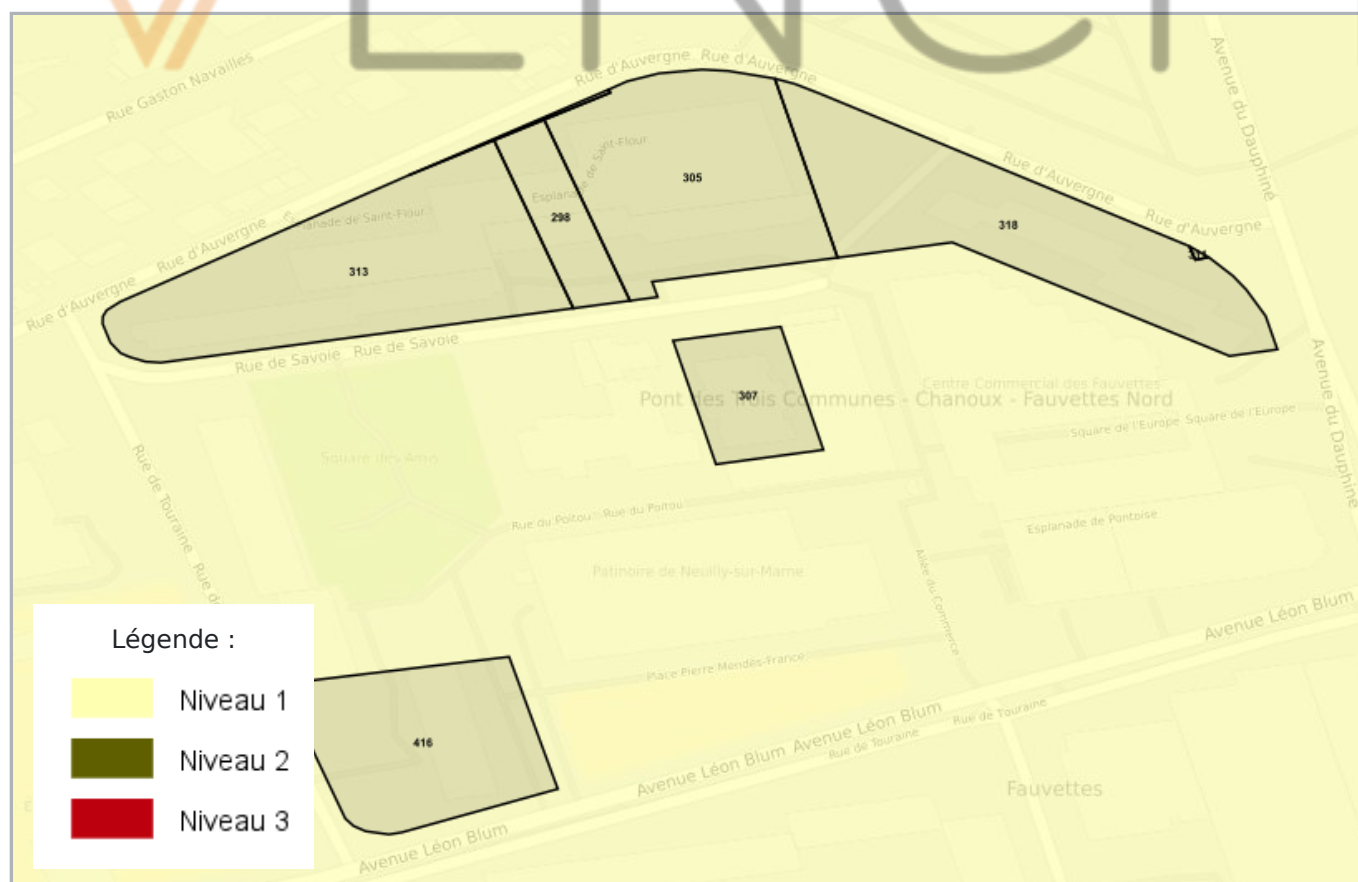 Rue Gaston Navailles
Rue d'Auvergne Rue d'Auvergne
Avenue du Dauphiné
Esplanade de Saint-Flour
305
Rue d'Auvergne
298
Esplanade de Saint-Flour
318
Rue d'Auvergne
Rue d'Auvergne
313
Rue d'Auvergne
Rue de Savoie Rue de Savoie
Avenue du Dauphiné
307
Centre Commercial des Fauvettes
Pont des Trois Communes - Chanoux - Fauvettes Nord
Square de l'Europe Square de l'Europe
Square des Amis
Rue de Touraine
Rue du Poitou Rue du Poitou
Esplanade de Pontoise
Patinoire de Neuilly-sur-Marne
Allée du Commerce
Avenue Léon Blum
Place Pierre Mendès-France
Légende :
Niveau 1
Niveau 2
Niveau 3
416
Avenue Léon Blum Avenue Léon Blum
Rue de Touraine
Rue de Touraine
Fauvettes
Avenue Léon Blum